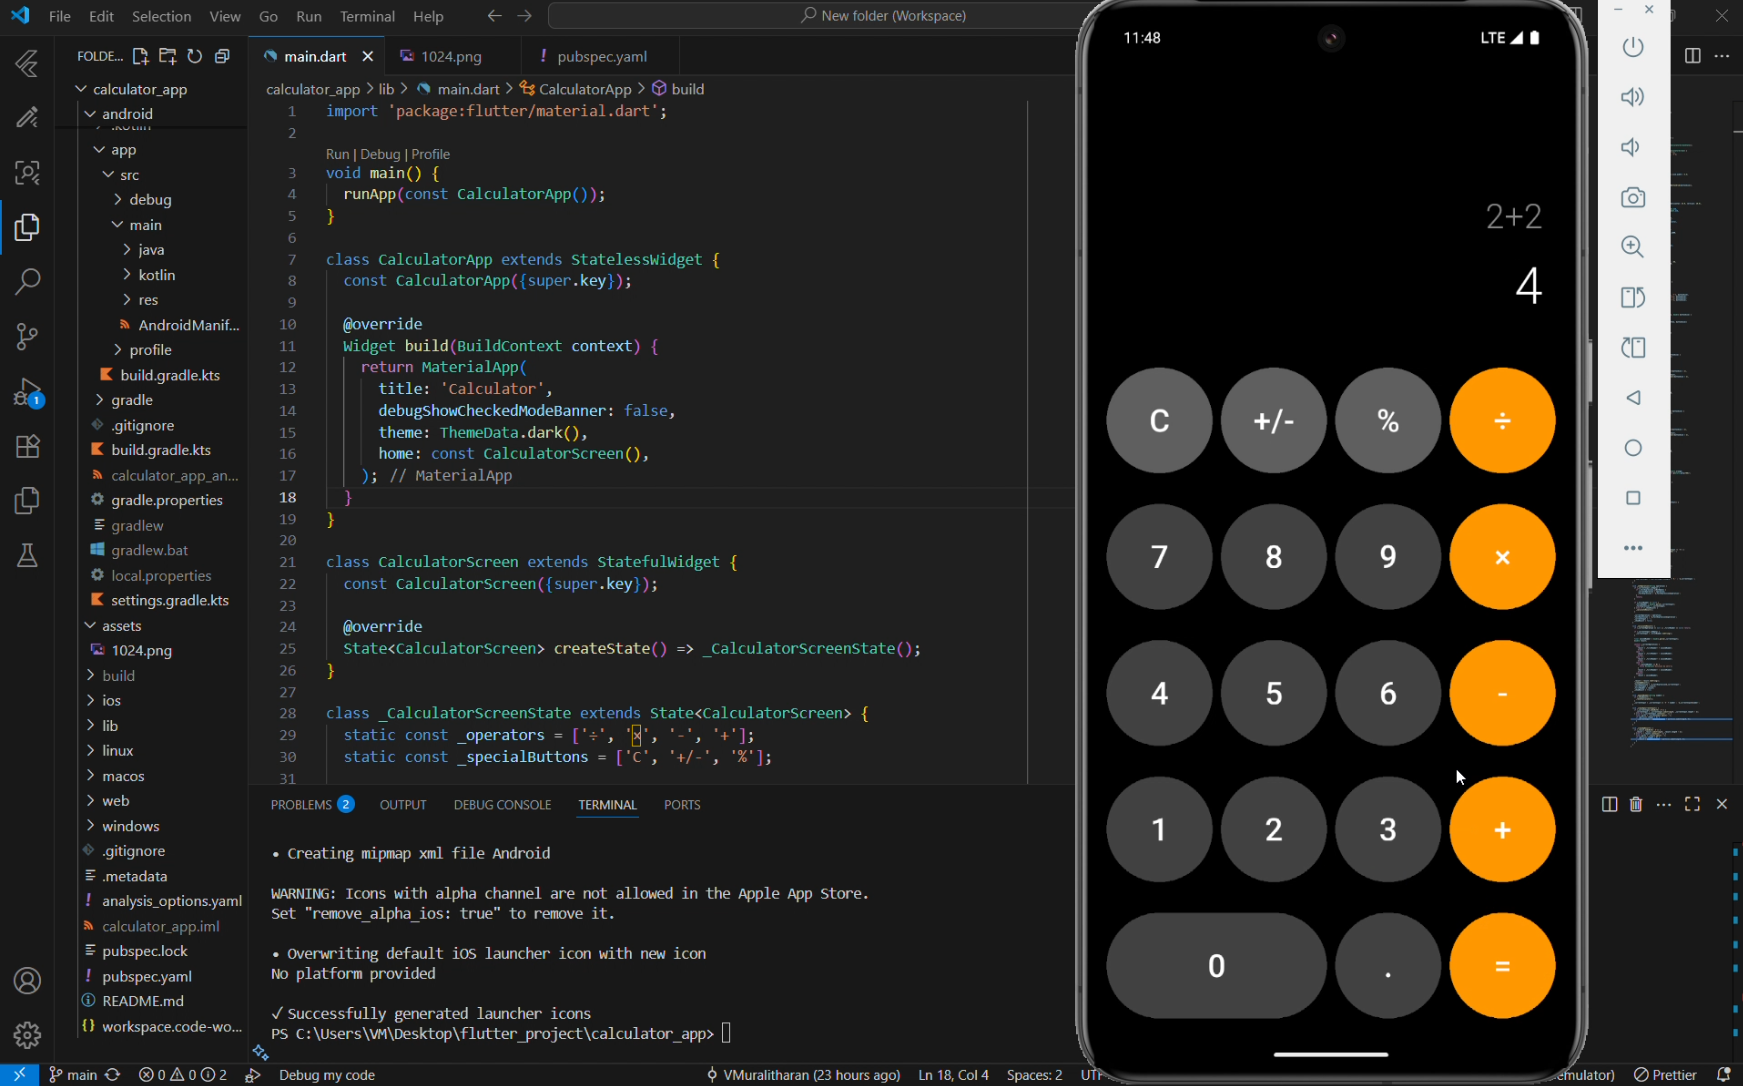 File Edit Selection View Go Run Terminal Help
New folder (Workspace)
FOLDE...
calculator_app
android
app
src
debug
main
java
kotlin
res
AndroidManif...
profile
build.gradle.kts
gradle
.gitignore
build.gradle.kts
calculator_app_an...
gradle.properties
gradlew
gradlew.bat
local.properties
settings.gradle.kts
assets
1024.png
build
ios
lib
linux
macos
web
windows
.gitignore
.metadata
analysis_options.yaml
calculator_app.iml
pubspec.lock
pubspec.yaml
README.md
workspace.code-wo...
1
main.dart
1024.png
pubspec.yaml
calculator_app > lib > main.dart > CalculatorApp > build
1 import 'package:flutter/material.dart';
2
Run | Debug | Profile
3 void main() {
4 runApp(const CalculatorApp());
5 }
6
7 class CalculatorApp extends StatelessWidget {
8 const CalculatorApp({super.key});
9
10 @override
11 Widget build(BuildContext context) {
12 return MaterialApp(
13 title: 'Calculator',
14 debugShowCheckedModeBanner: false,
15 theme: ThemeData.dark(),
16 home: const CalculatorScreen(),
17 ); // MaterialApp
18 }
19 }
20
21 class CalculatorScreen extends StatefulWidget {
22 const CalculatorScreen({super.key});
23
24 @override
25 State<CalculatorScreen> createState() => _CalculatorScreenState();
26 }
27
28 class _CalculatorScreenState extends State<CalculatorScreen> {
29 static const _operators = ['÷', '×', '-', '+'];
30 static const _specialButtons = ['C', '+/-', '%'];
31
PROBLEMS 2 OUTPUT DEBUG CONSOLE TERMINAL PORTS
• Creating mipmap xml file Android
WARNING: Icons with alpha channel are not allowed in the Apple App Store.
Set "remove_alpha_ios: true" to remove it.
• Overwriting default iOS launcher icon with new icon
No platform provided
✓ Successfully generated launcher icons
PS C:\Users\VM\Desktop\flutter_project\calculator_app>
11:48
LTE
2+2
4
C +/- % ÷
7 8 9 ×
4 5 6 -
1 2 3 +
0 . =
main 0 0 2 Debug my code VMuralitharan (23 hours ago) Ln 18, Col 4 Spaces: 2 UTF emulator) Prettier